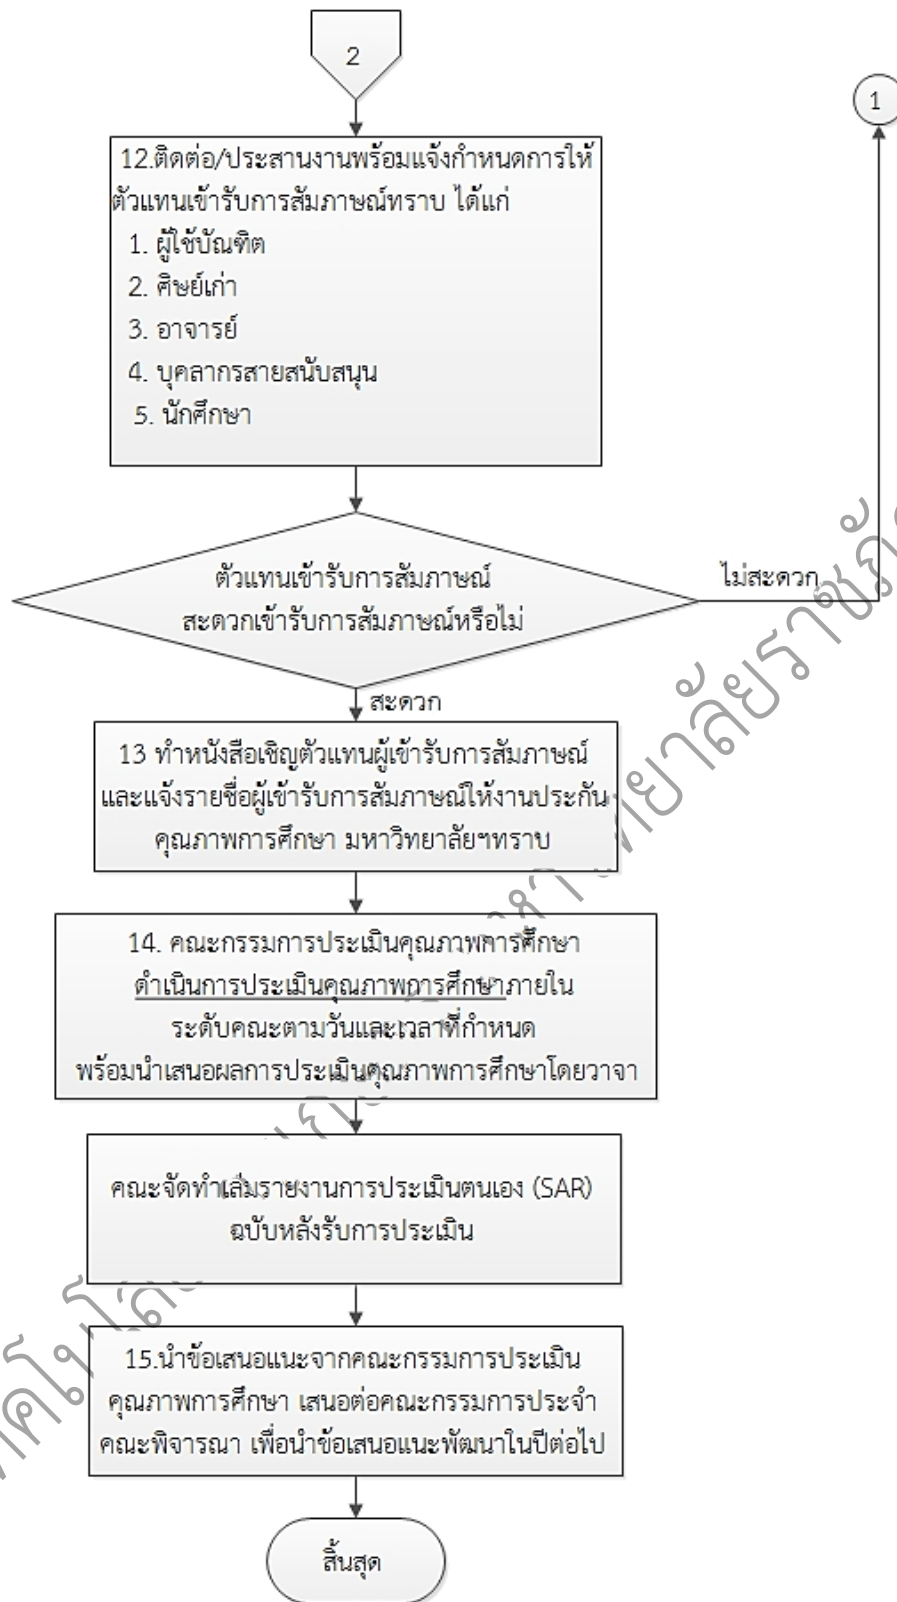 2
1
12.ติดต่อ/ประสานงานพร้อมแจ้งกำหนดการให้
ตัวแทนเข้ารับการสัมภาษณ์ทราบ ได้แก่
1. ผู้ใช้บัณฑิต
2. ศิษย์เก่า
3. อาจารย์
4. บุคลากรสายสนับสนุน
5. นักศึกษา
ตัวแทนเข้ารับการสัมภาษณ์
สะดวกเข้ารับการสัมภาษณ์หรือไม่
ไม่สะดวก
สะดวก
13 ทำหนังสือเชิญตัวแทนผู้เข้ารับการสัมภาษณ์
และแจ้งรายชื่อผู้เข้ารับการสัมภาษณ์ให้งานประกัน
คุณภาพการศึกษา มหาวิทยาลัยฯทราบ
14. คณะกรรมการประเมินคุณภาพการศึกษา
ดำเนินการประเมินคุณภาพการศึกษาภายใน
ระดับคณะตามวันและเวลาที่กำหนด
พร้อมนำเสนอผลการประเมินคุณภาพการศึกษาโดยวาจา
คณะจัดทำเล่มรายงานการประเมินตนเอง (SAR)
ฉบับหลังรับการประเมิน
15.นำข้อเสนอแนะจากคณะกรรมการประเมิน
คุณภาพการศึกษา เสนอต่อคณะกรรมการประจำ
คณะพิจารณา เพื่อนำข้อเสนอแนะพัฒนาในปีต่อไป
สิ้นสุด